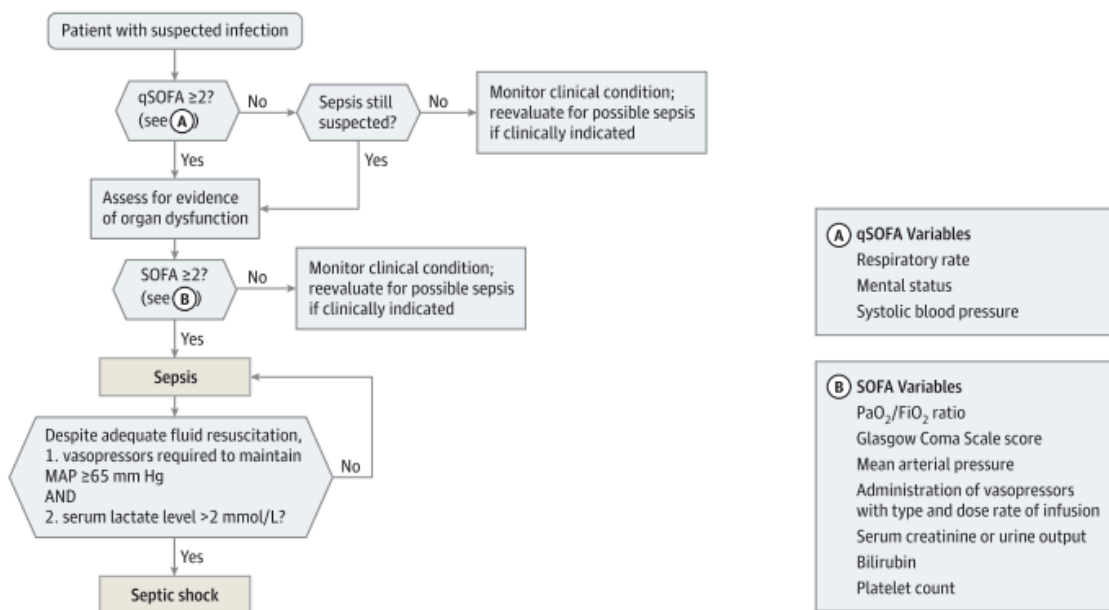 Patient with suspected infection
qSOFA ≥2?
(see A)
No
Sepsis still
suspected?
No
Monitor clinical condition;
reevaluate for possible sepsis
if clinically indicated
Yes
Yes
Assess for evidence
of organ dysfunction
SOFA ≥2?
(see B)
No
Monitor clinical condition;
reevaluate for possible sepsis
if clinically indicated
Yes
Sepsis
Despite adequate fluid resuscitation,
1. vasopressors required to maintain
MAP ≥65 mm Hg
AND
2. serum lactate level >2 mmol/L?
No
Yes
Septic shock
A qSOFA Variables
Respiratory rate
Mental status
Systolic blood pressure
B SOFA Variables
PaO₂/FiO₂ ratio
Glasgow Coma Scale score
Mean arterial pressure
Administration of vasopressors
with type and dose rate of infusion
Serum creatinine or urine output
Bilirubin
Platelet count